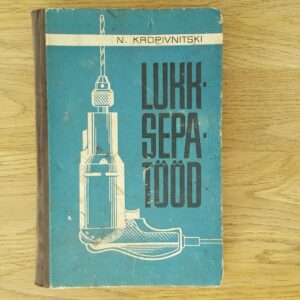 N. KROPIVNITSKI
LUKK-
SEPA-
TÖÖD